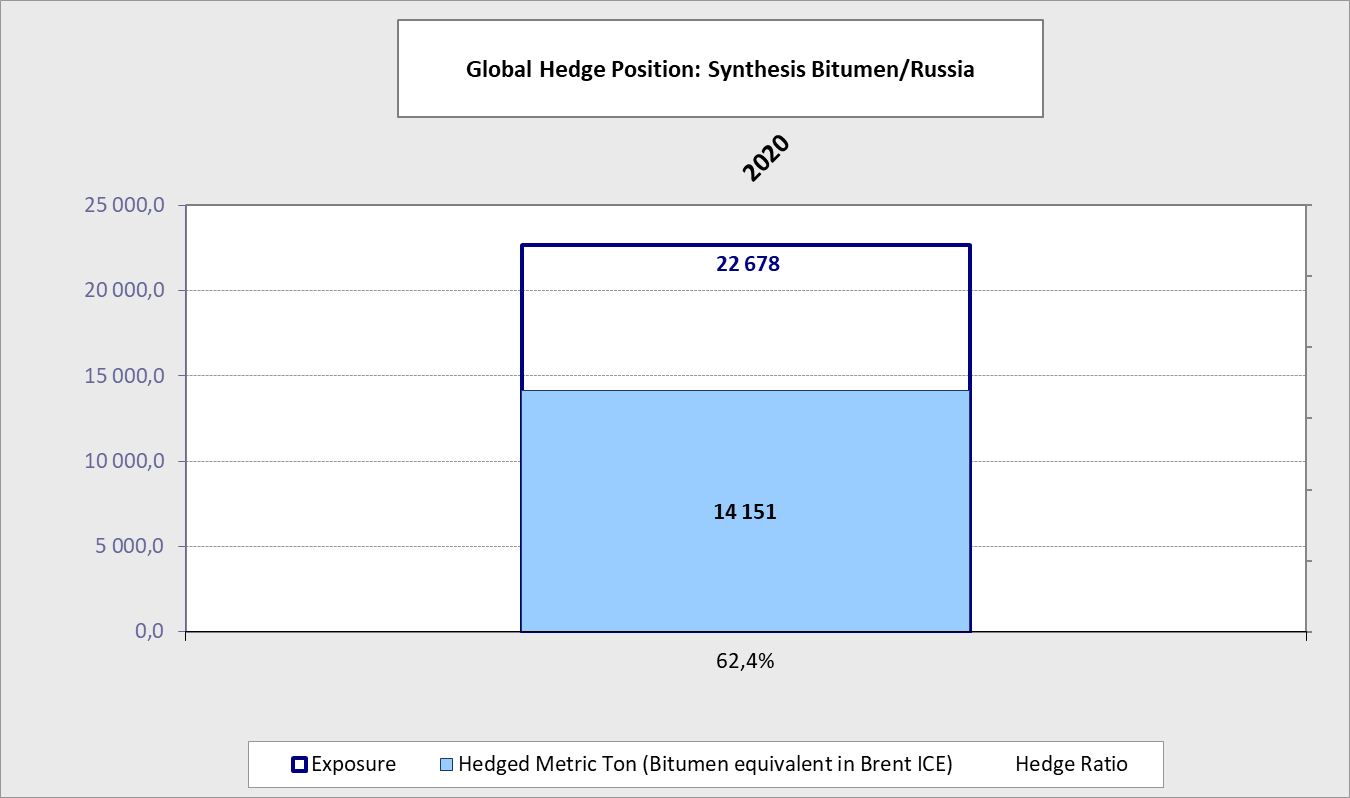 Global Hedge Position: Synthesis Bitumen/Russia
2020
25 000,0
20 000,0
15 000,0
10 000,0
5 000,0
0,0
22 678
14 151
62,4%
Exposure
Hedged Metric Ton (Bitumen equivalent in Brent ICE)
Hedge Ratio